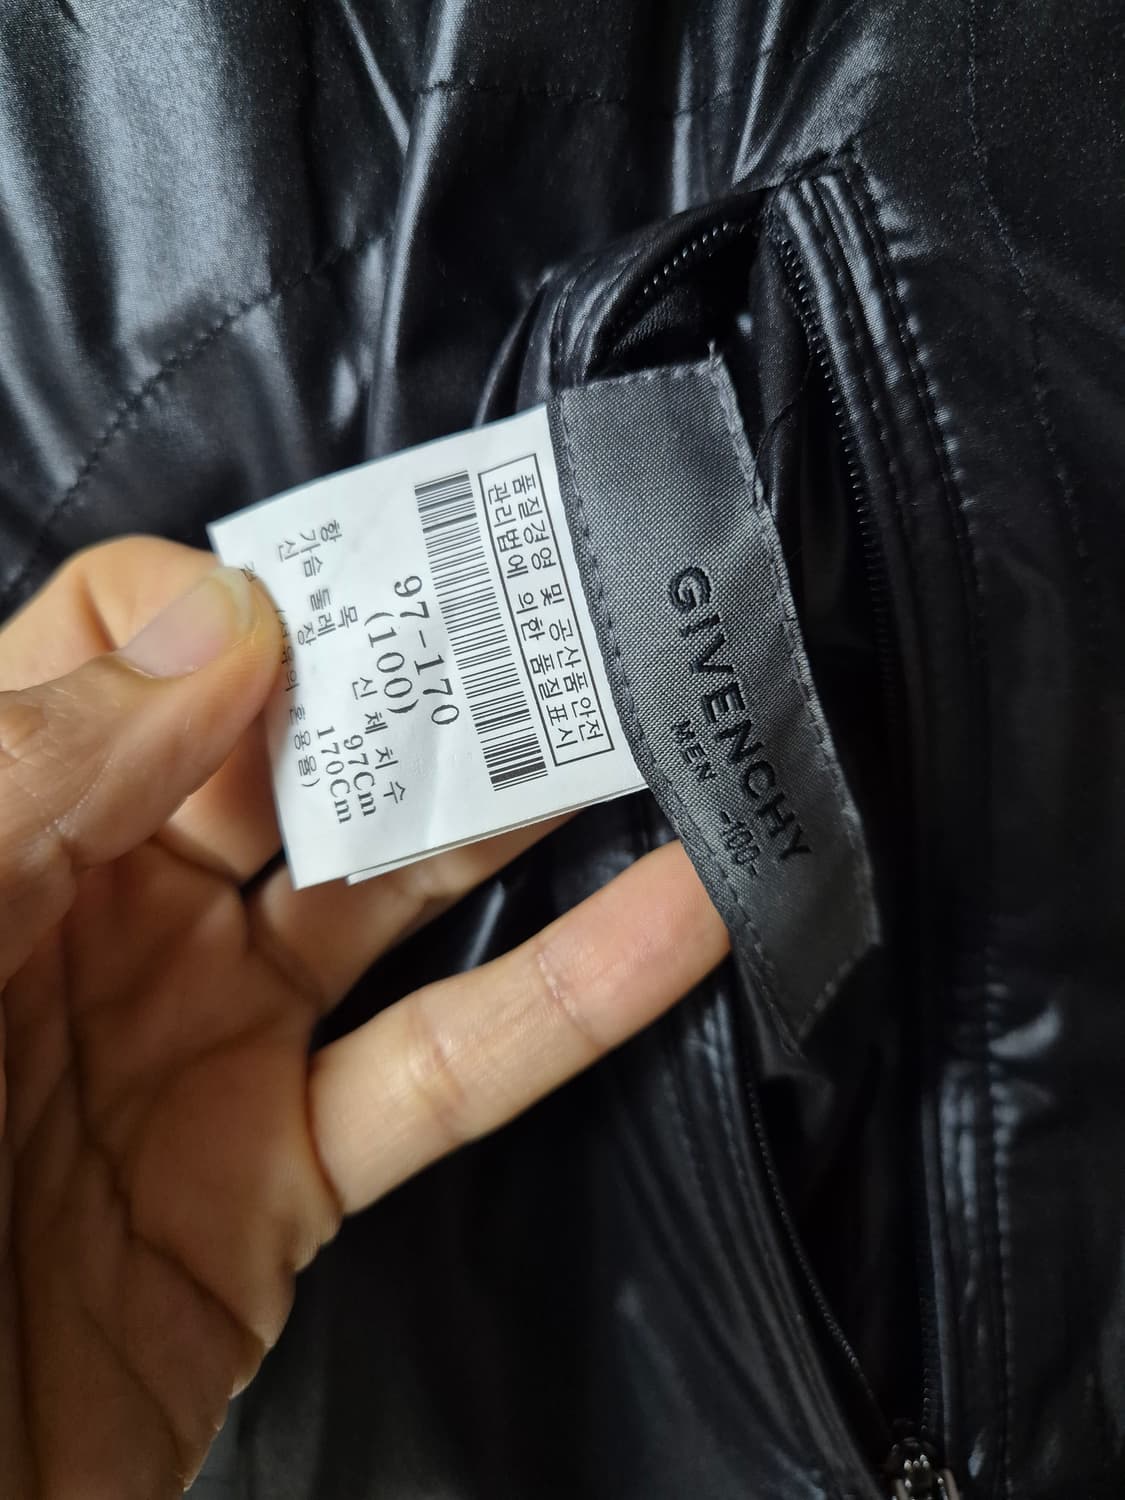 품질경영 및 공산품안전
관리법에 의한 품질표시
97-170
(100)
항 목 신 체 치 수
가슴 둘레 97Cm
신 장 170Cm
GIVENCHY
MEN
-100-